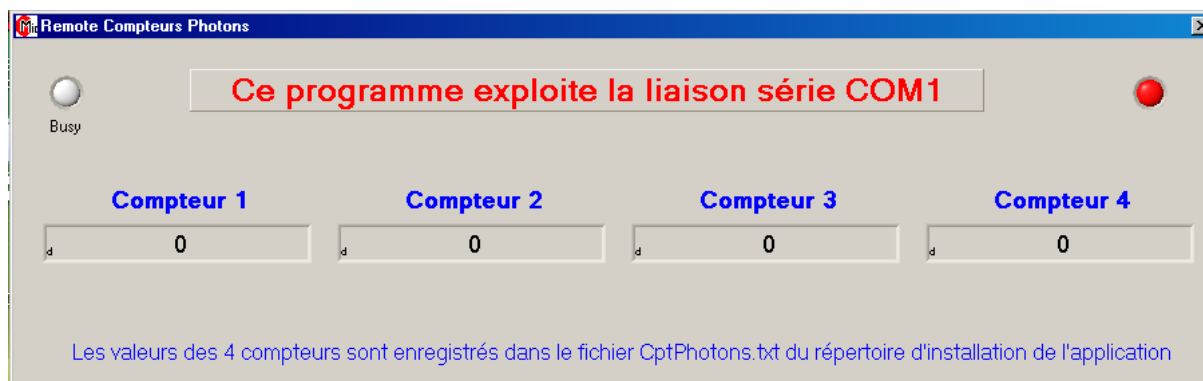 Remote Compteurs Photons
Ce programme exploite la liaison série COM1
Busy
Compteur 1 Compteur 2 Compteur 3 Compteur 4
d 0 d 0 d 0 d 0
Les valeurs des 4 compteurs sont enregistrés dans le fichier CptPhotons.txt du répertoire d'installation de l'application